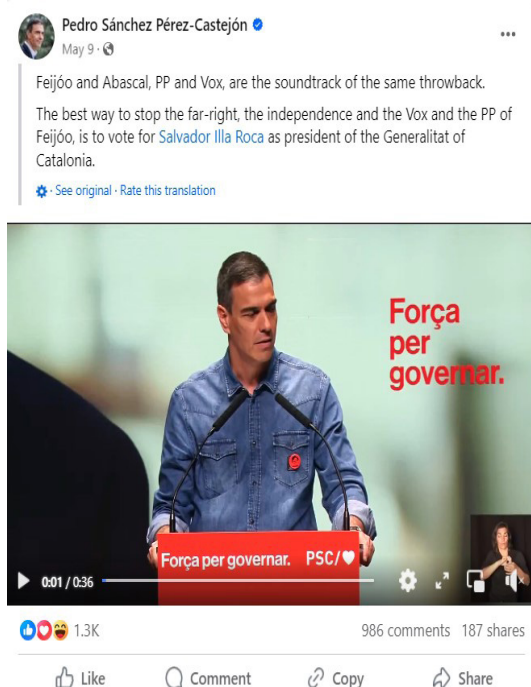 Pedro Sánchez Pérez-Castejón
May 9 ·
Feijóo and Abascal, PP and Vox, are the soundtrack of the same throwback.
The best way to stop the far-right, the independence and the Vox and the PP of
Feijóo, is to vote for Salvador Illa Roca as president of the Generalitat of
Catalonia.
· See original · Rate this translation
Força
per
governar.
Força per governar. PSC/
0:01 / 0:36
1.3K 986 comments 187 shares
Like Comment Copy Share